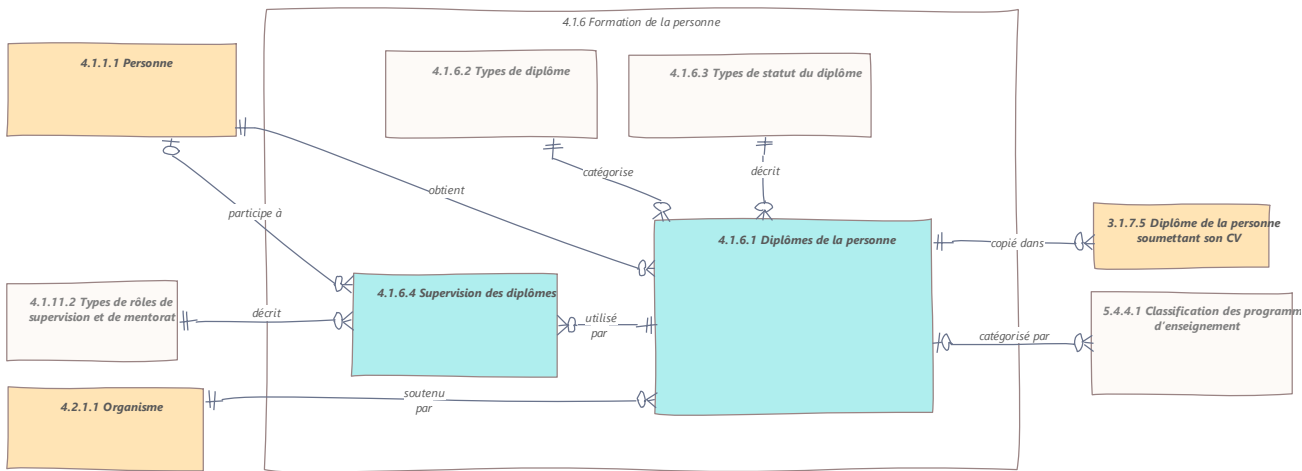 4.1.6 Formation de la personne
4.1.1.1 Personne
4.1.6.2 Types de diplôme
4.1.6.3 Types de statut du diplôme
catégorise
décrit
obtient
participe à
3.1.7.5 Diplôme de la personne
soumettant son CV
4.1.6.1 Diplômes de la personne
copié dans
4.1.11.2 Types de rôles de
supervision et de mentorat
décrit
4.1.6.4 Supervision des diplômes
utilisé
par
5.4.4.1 Classification des programm
d'enseignement
catégorisé par
4.2.1.1 Organisme
soutenu
par